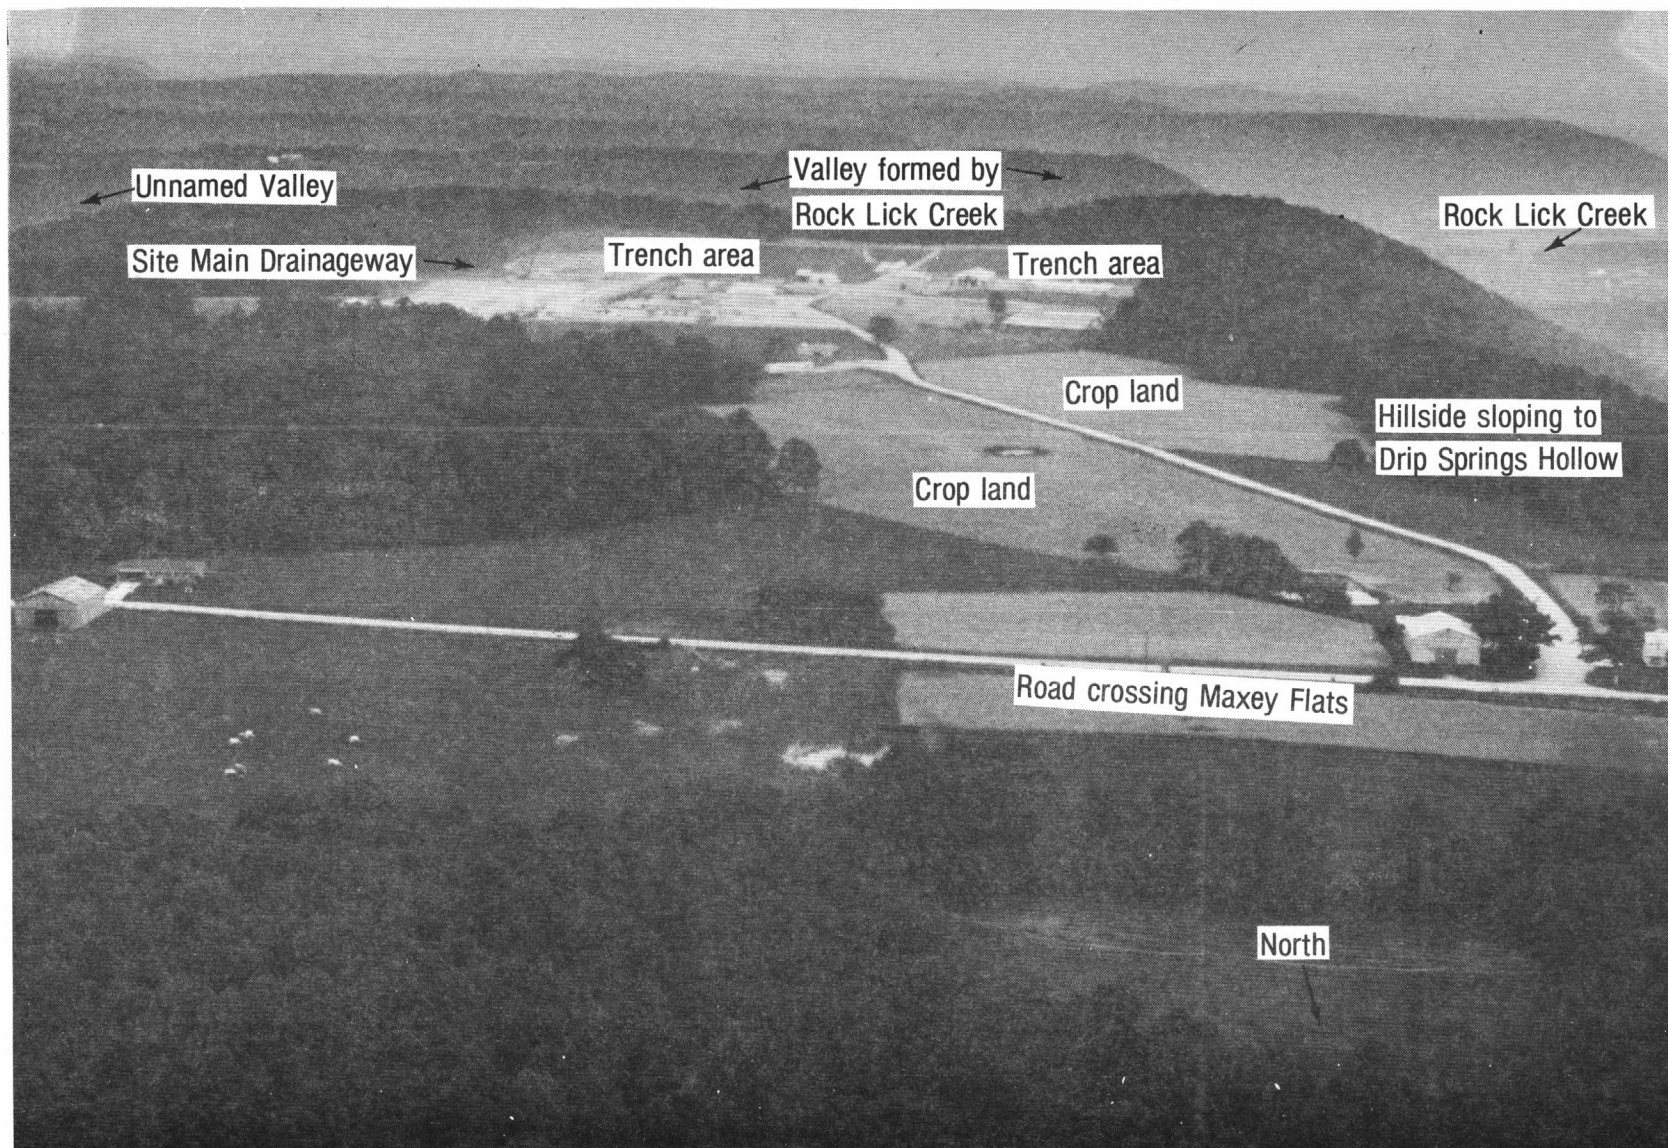 Unnamed Valley
Valley formed by
Rock Lick Creek
Rock Lick Creek
Site Main Drainageway
Trench area
Trench area
Crop land
Hillside sloping to
Drip Springs Hollow
Crop land
Road crossing Maxey Flats
North